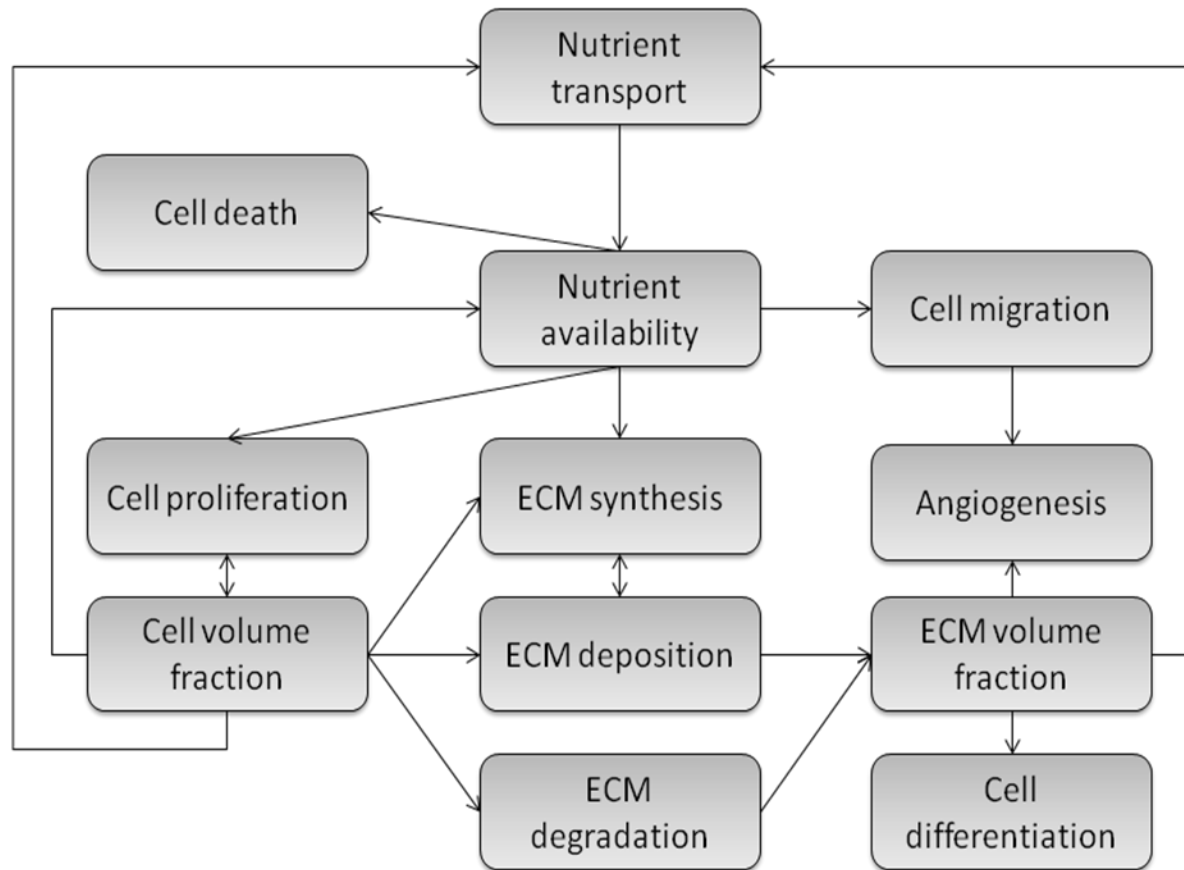 Nutrient
transport
Cell death
Nutrient
availability
Cell migration
Cell proliferation
ECM synthesis
Angiogenesis
Cell volume
fraction
ECM deposition
ECM volume
fraction
ECM
degradation
Cell
differentiation